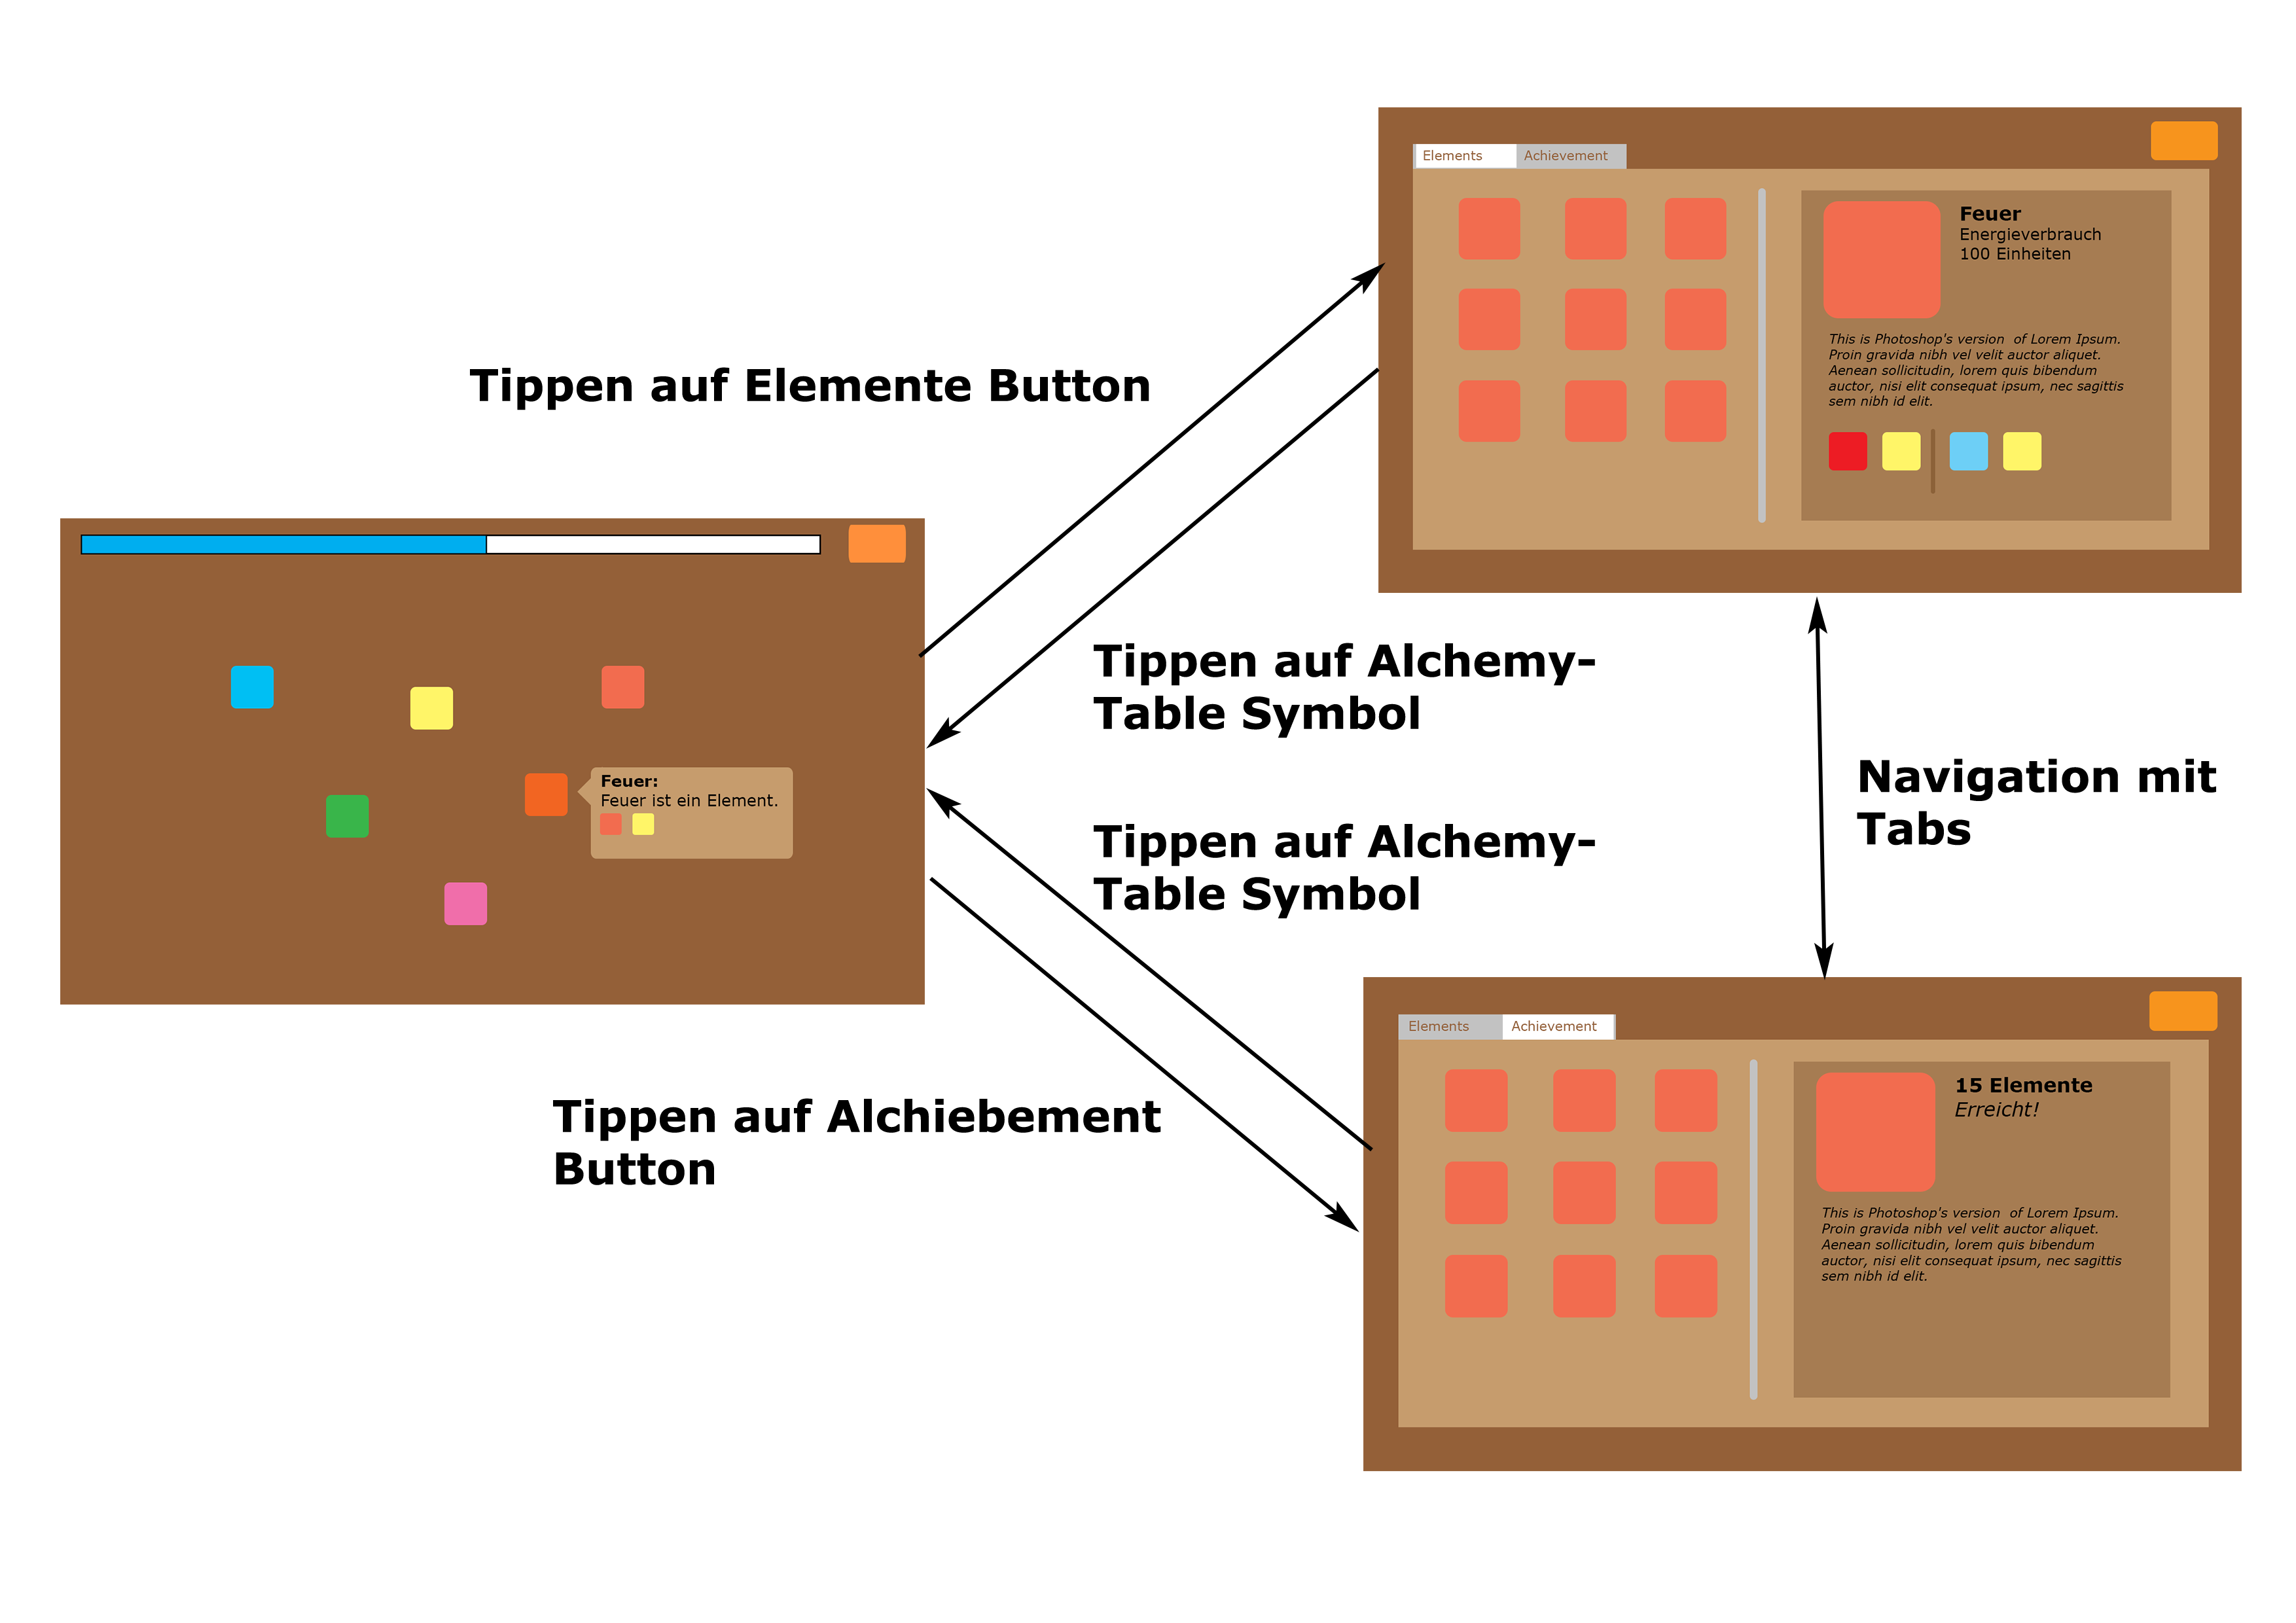 Elements Achievement
Feuer
Energieverbrauch
100 Einheiten
This is Photoshop's version  of Lorem Ipsum.
Proin gravida nibh vel velit auctor aliquet.
Aenean sollicitudin, lorem quis bibendum
auctor, nisi elit consequat ipsum, nec sagittis
sem nibh id elit.
Tippen auf Elemente Button
Tippen auf Alchemy-
Table Symbol
Feuer:
Feuer ist ein Element.
Tippen auf Alchemy-
Table Symbol
Navigation mit
Tabs
Tippen auf Alchiebement
Button
Elements Achievement
15 Elemente
Erreicht!
This is Photoshop's version  of Lorem Ipsum.
Proin gravida nibh vel velit auctor aliquet.
Aenean sollicitudin, lorem quis bibendum
auctor, nisi elit consequat ipsum, nec sagittis
sem nibh id elit.